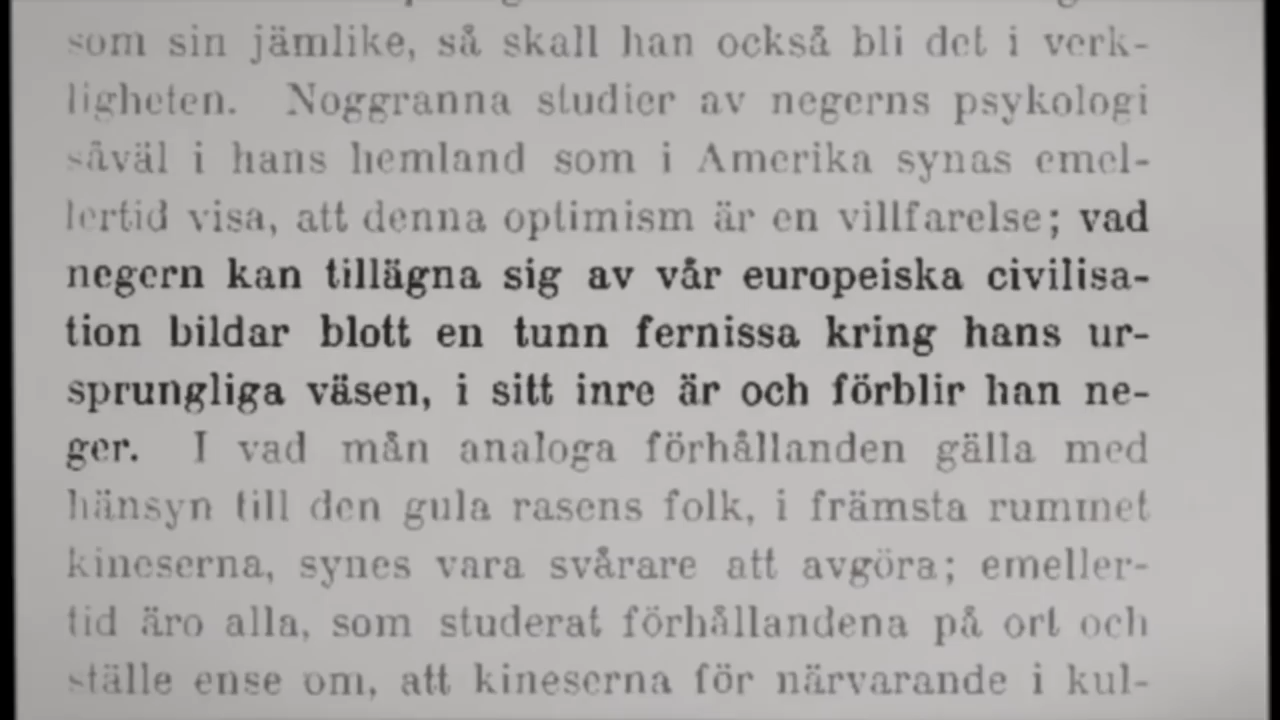 som sin jämlike, så skall han också bli det i verk-
ligheten. Noggranna studier av negerns psykologi
såväl i hans hemland som i Amerika synas emel-
lertid visa, att denna optimism är en villfarelse; vad
negern kan tillägna sig av vår europeiska civilisa-
tion bildar blott en tunn fernissa kring hans ur-
sprungliga väsen, i sitt inre är och förblir han ne-
ger. I vad mån analoga förhållanden gälla med
hänsyn till den gula rasens folk, i främsta rummet
kineserna, synes vara svårare att avgöra; emeller-
tid äro alla, som studerat förhållandena på ort och
ställe ense om, att kineserna för närvarande i kul-